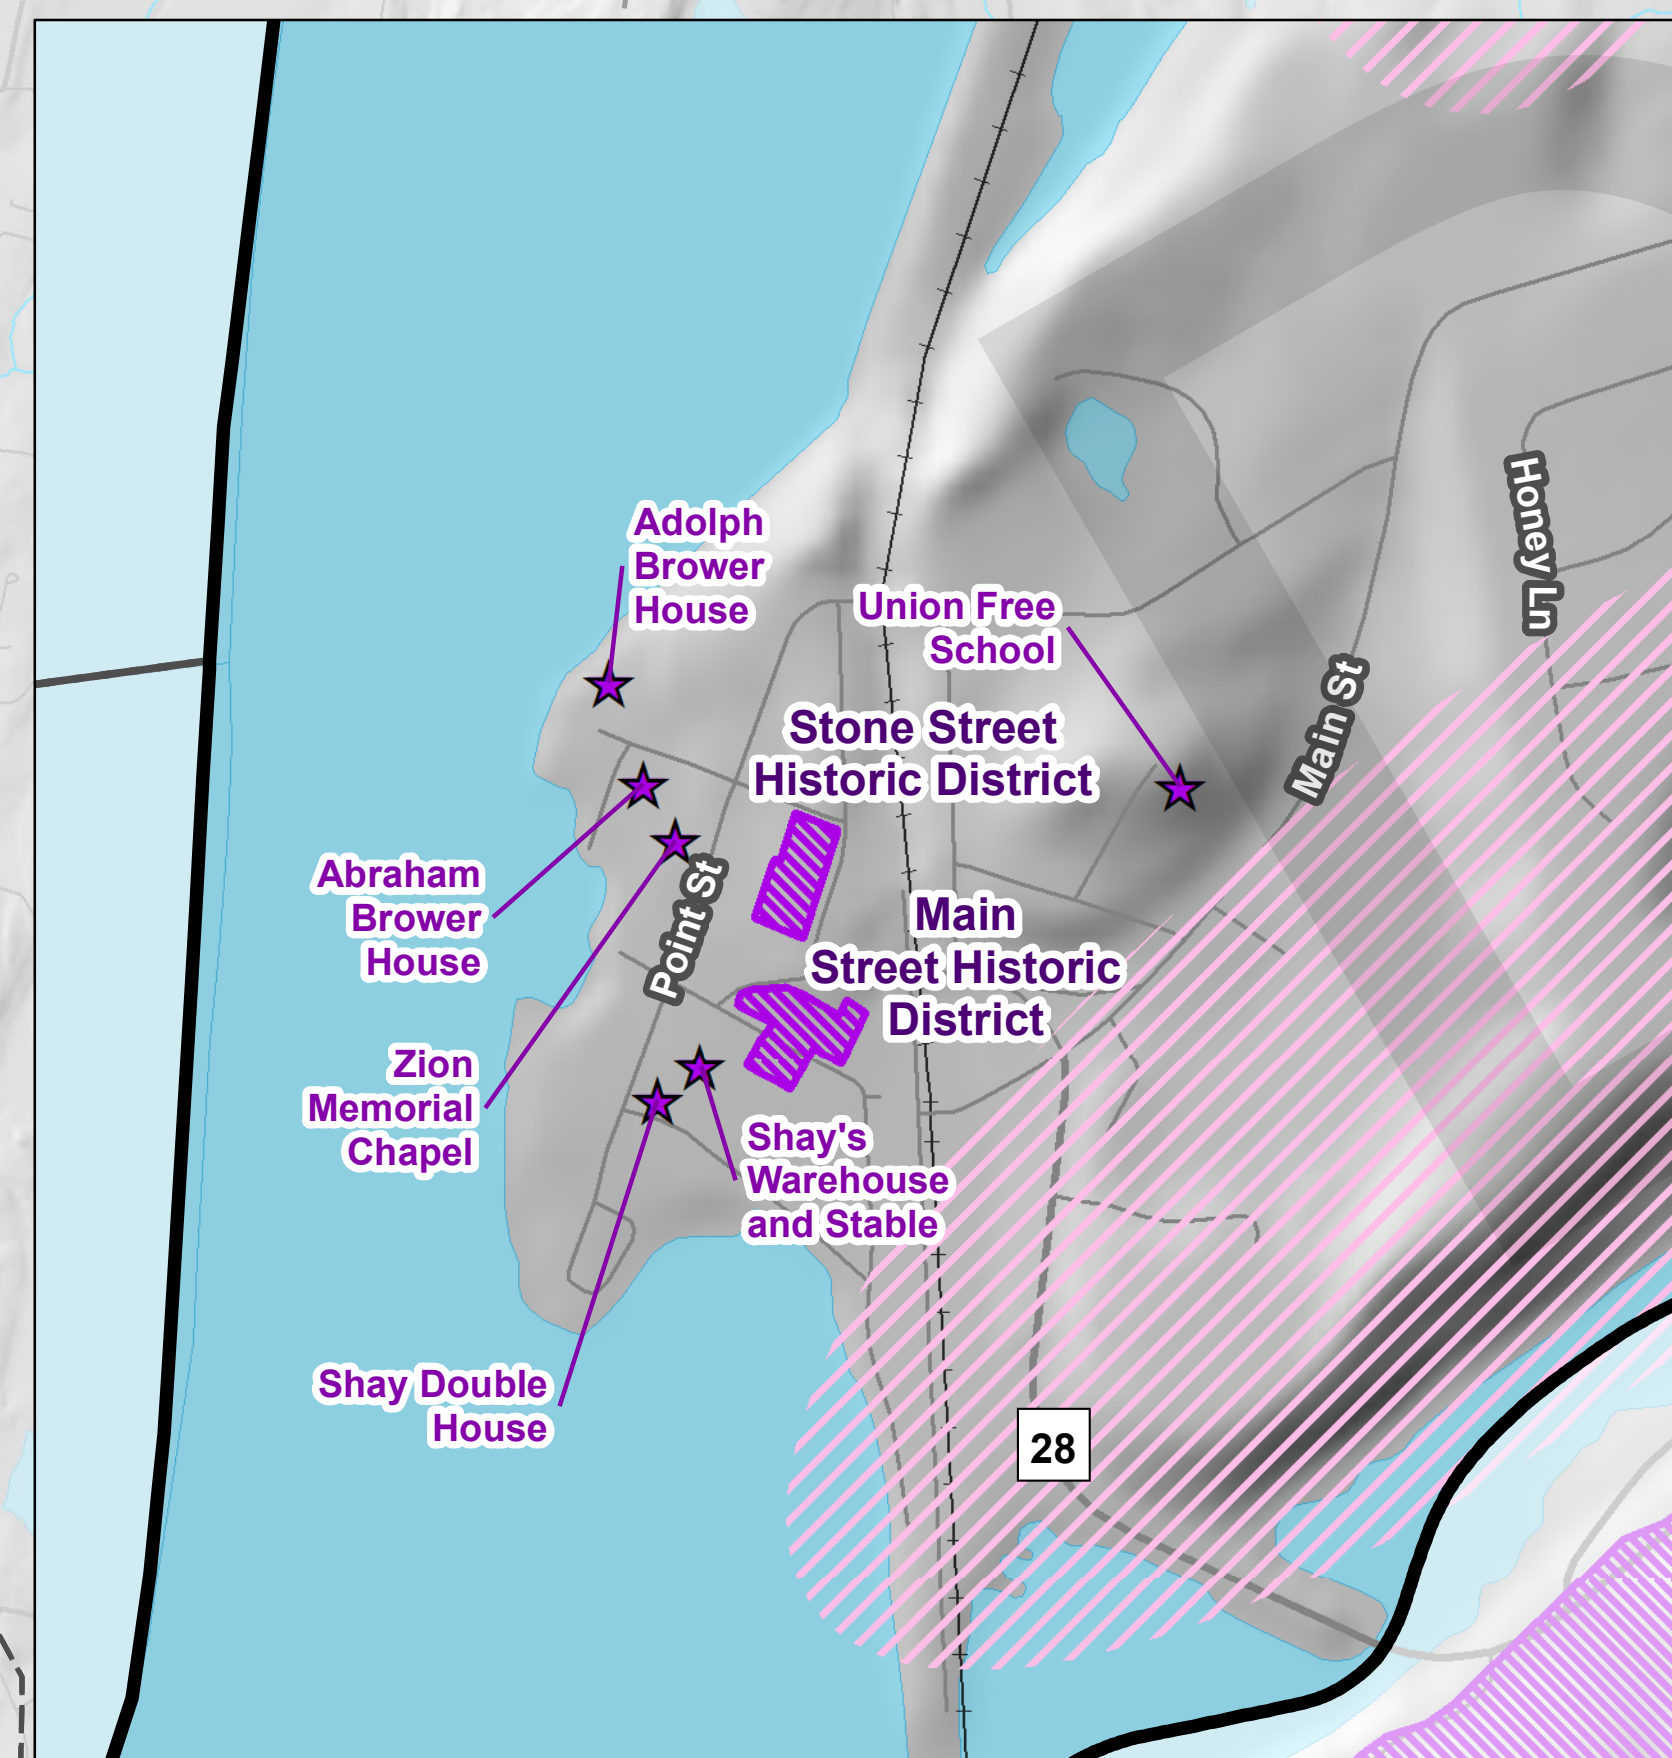 Adolph
Brower
House
Union Free
School
Honey Ln
Main St
Stone Street
Historic District
Abraham
Brower
House
Point St
Main
Street Historic
District
Zion
Memorial
Chapel
Shay's
Warehouse
and Stable
Shay Double
House
28